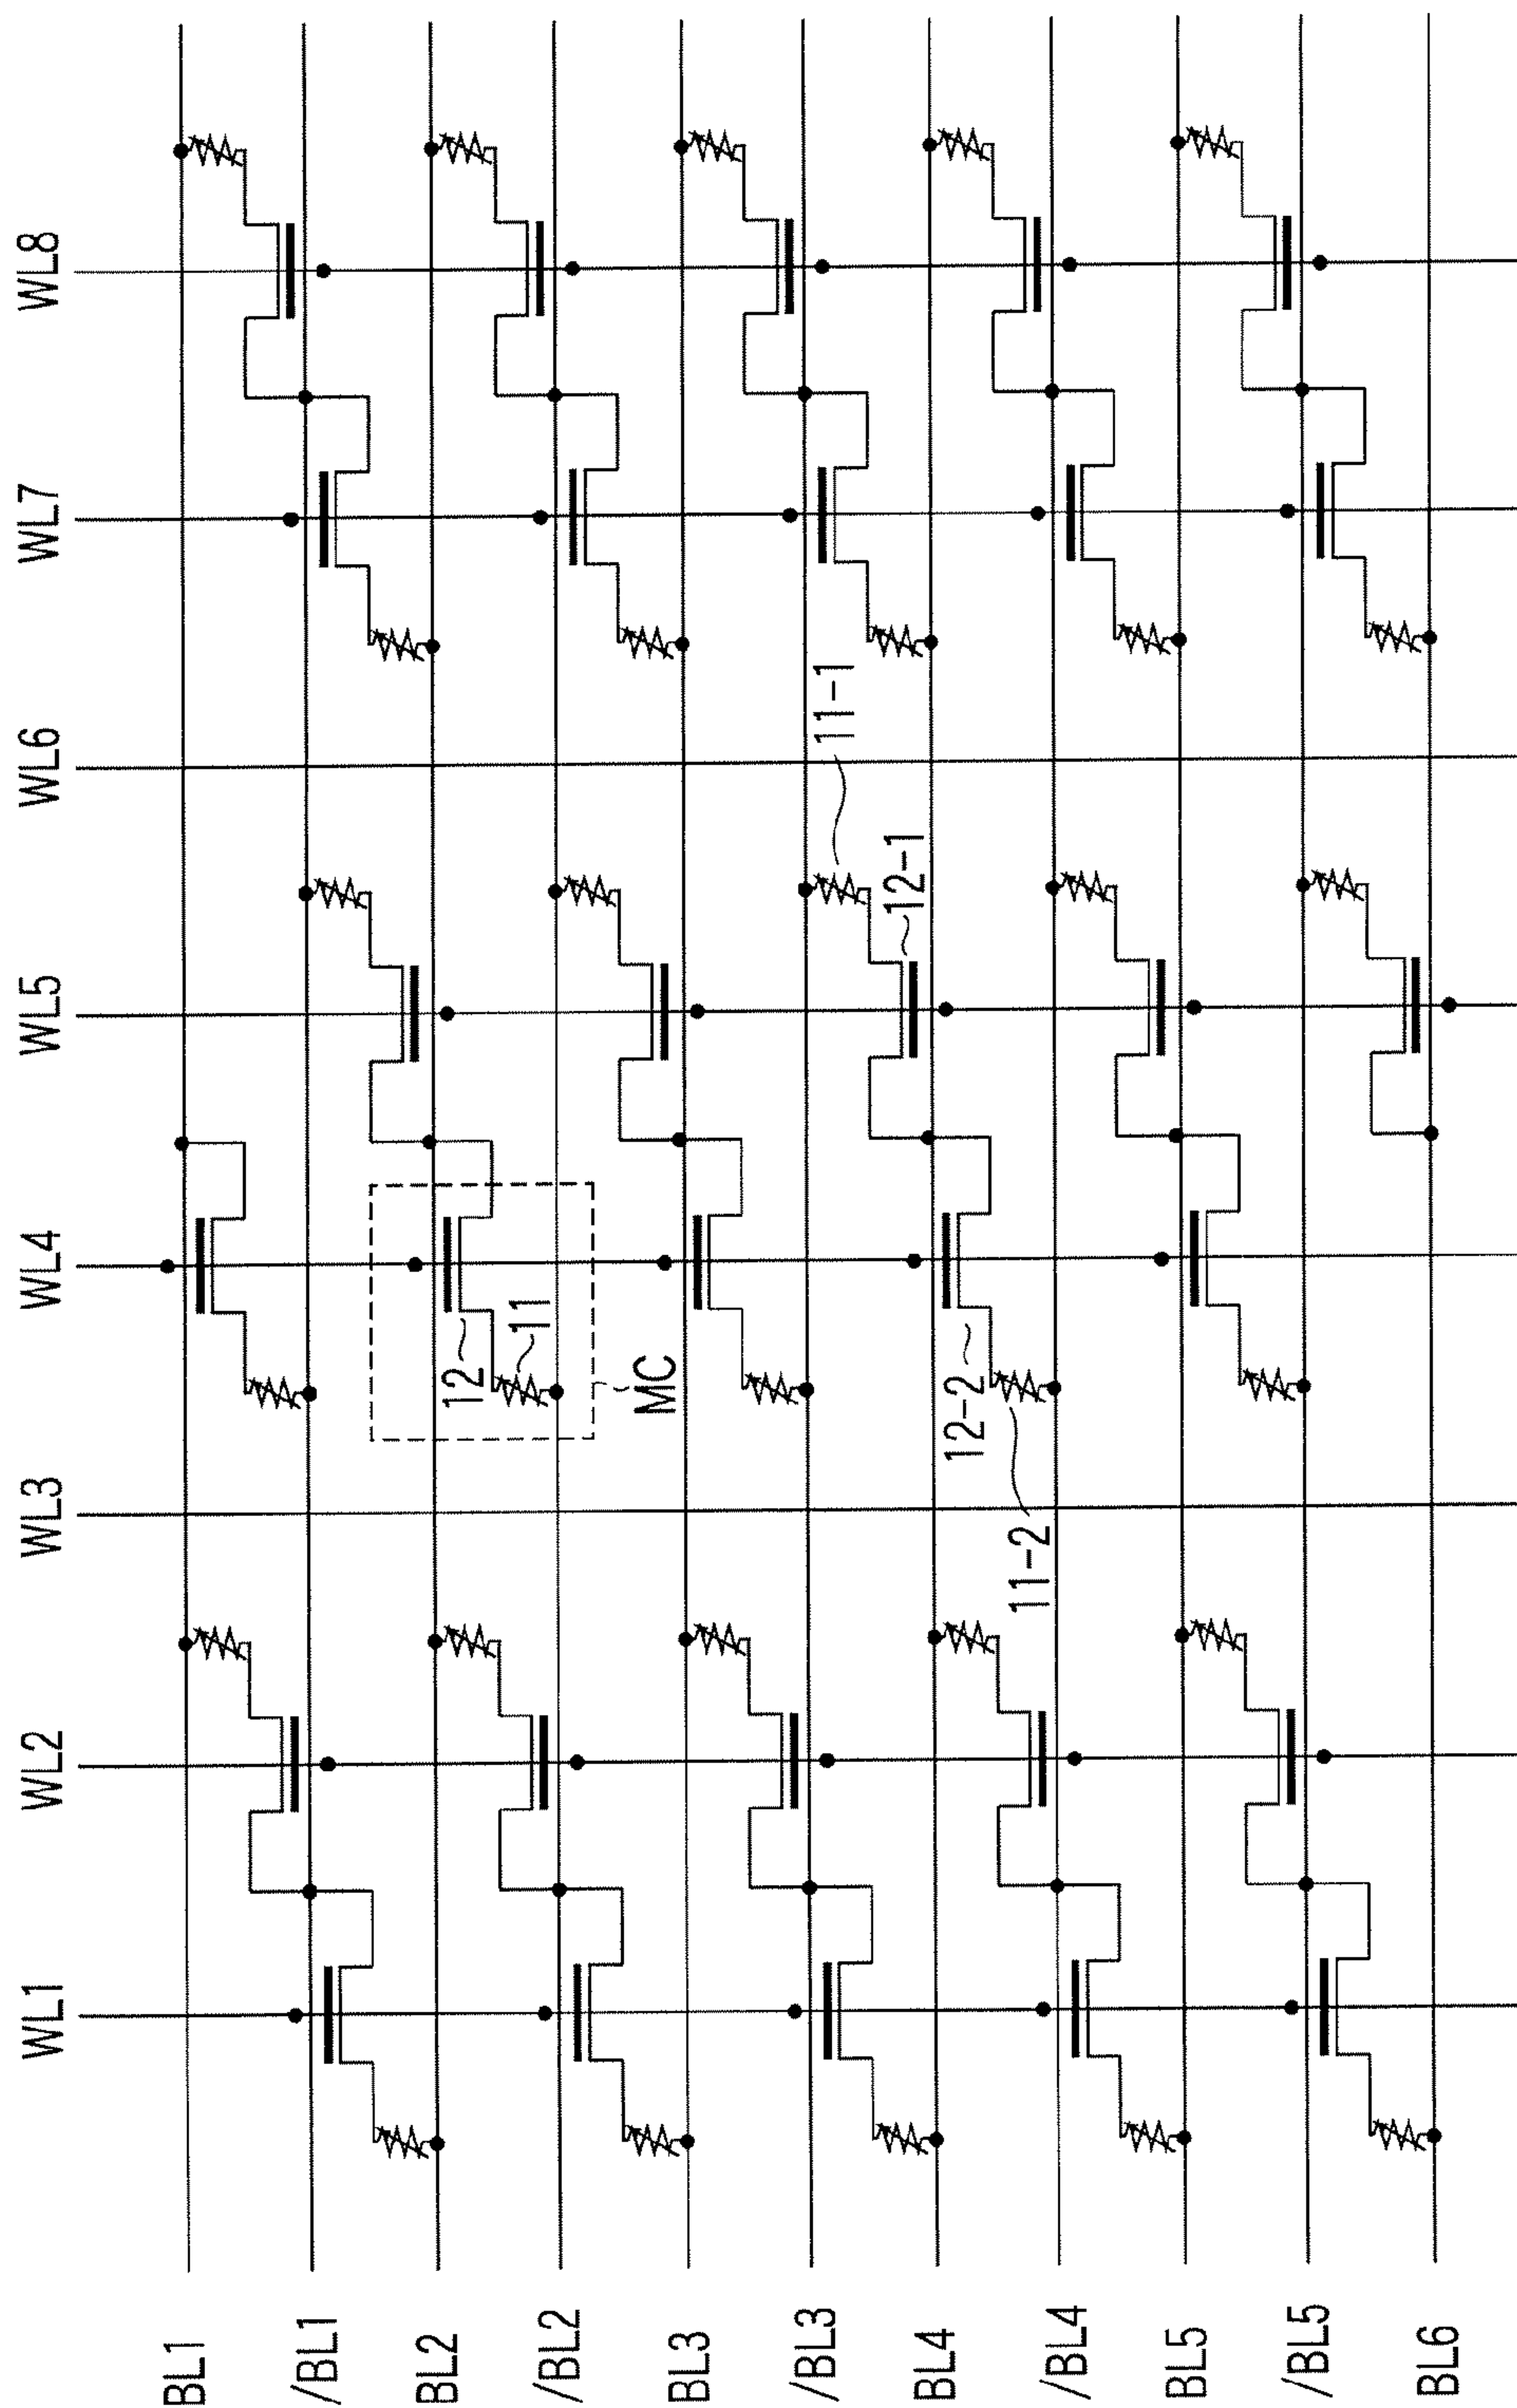 WL1
WL2
WL3
WL4
WL5
WL6
WL7
WL8
BL1
/BL1
BL2
/BL2
BL3
/BL3
BL4
/BL4
BL5
/BL5
BL6
12
11
MC
11-1
12-1
12-2
11-2